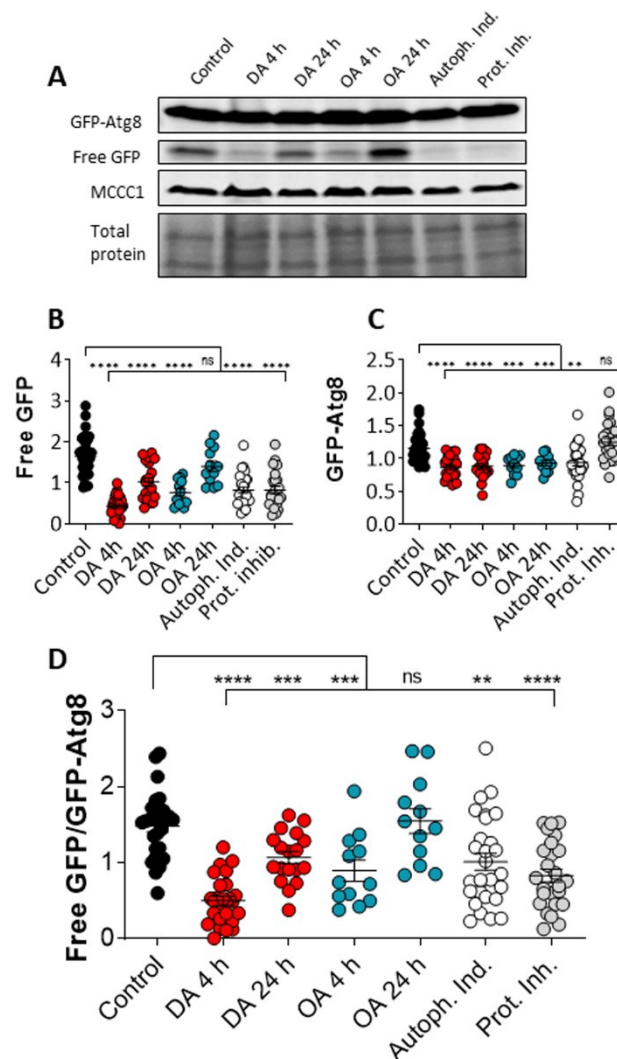 A
Control
DA 4 h
DA 24 h
OA 4 h
OA 24 h
Autoph. Ind.
Prot. Inh.
GFP-Atg8
Free GFP
MCCC1
Total
protein
B
**** **** **** ns **** ****
Free GFP
4
3
2
1
0
Control
DA 4h
DA 24h
OA 4h
OA 24h
Autoph. Ind.
Prot. inhib.
C
**** **** *** *** ** ns
GFP-Atg8
2.5
2.0
1.5
1.0
0.5
0.0
Control
DA 4h
DA 24h
OA 4h
OA 24h
Autoph. Ind.
Prot. Inh.
D
**** *** *** ns ** ****
Free GFP/GFP-Atg8
3
2
1
0
Control
DA 4 h
DA 24 h
OA 4 h
OA 24 h
Autoph. Ind.
Prot. Inh.